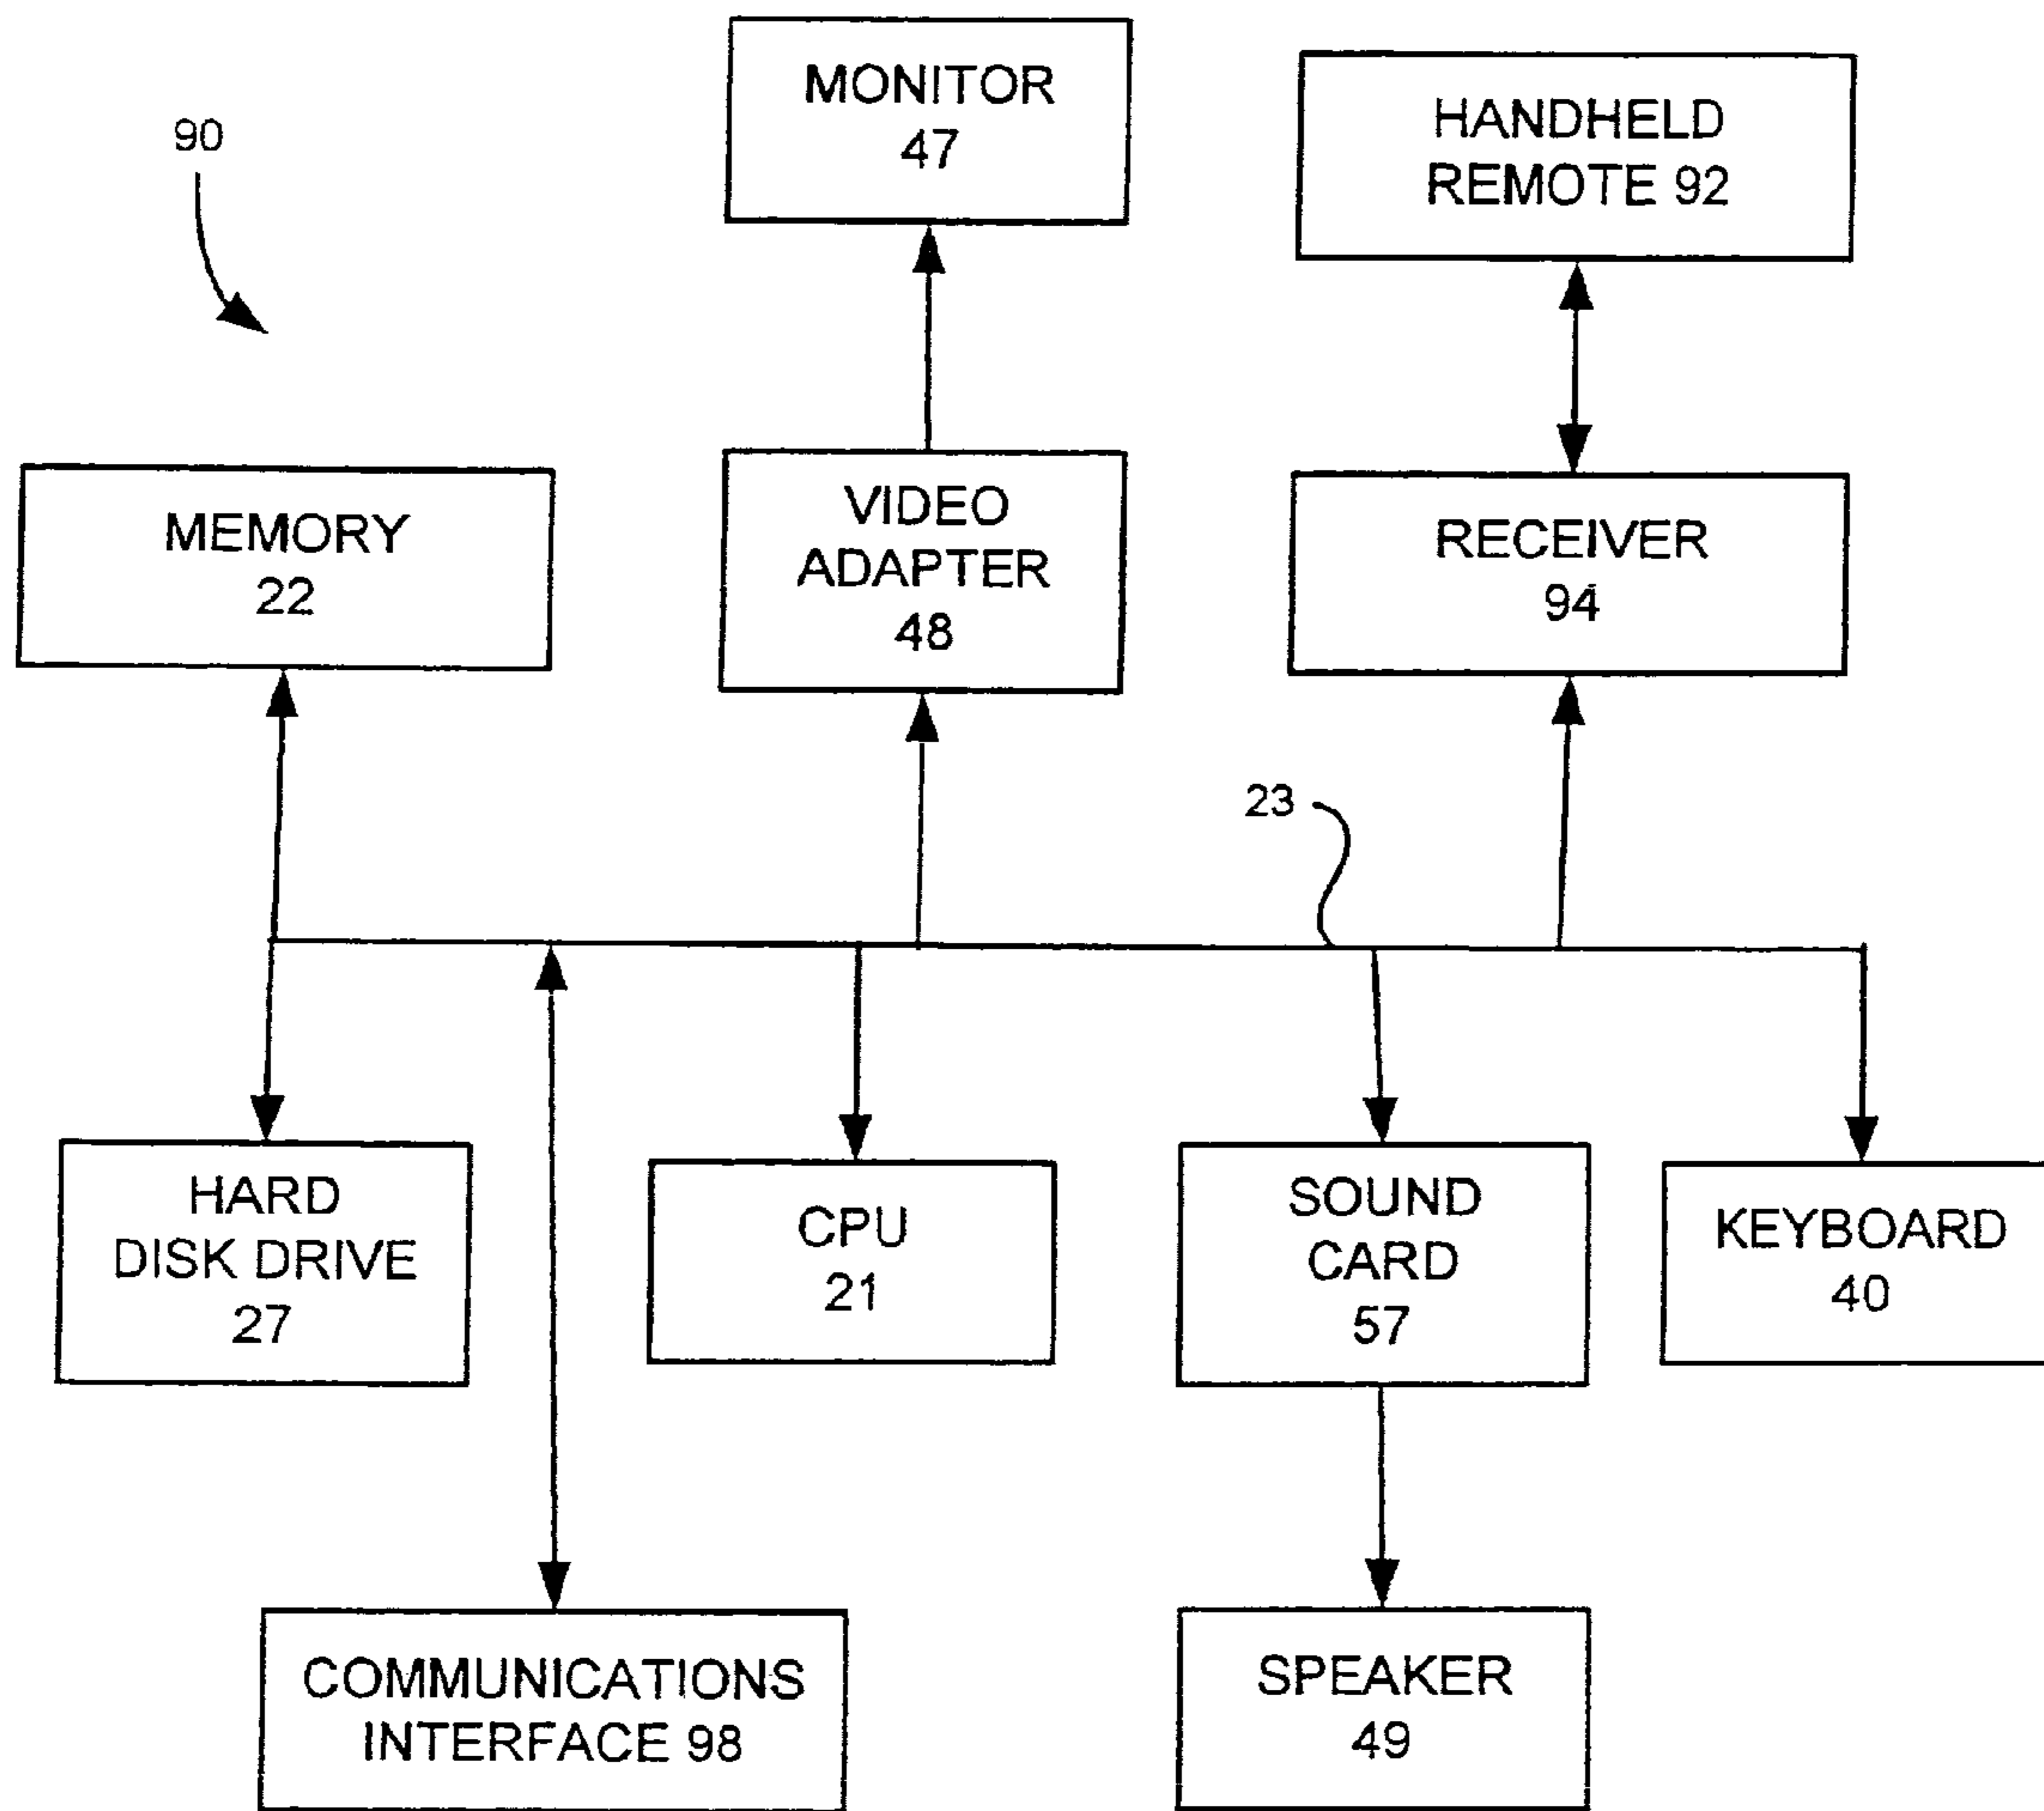 MONITOR
47
HANDHELD
REMOTE 92
90
MEMORY
22
VIDEO
ADAPTER
48
RECEIVER
94
23
HARD
DISK DRIVE
27
CPU
21
SOUND
CARD
57
KEYBOARD
40
COMMUNICATIONS
INTERFACE 98
SPEAKER
49